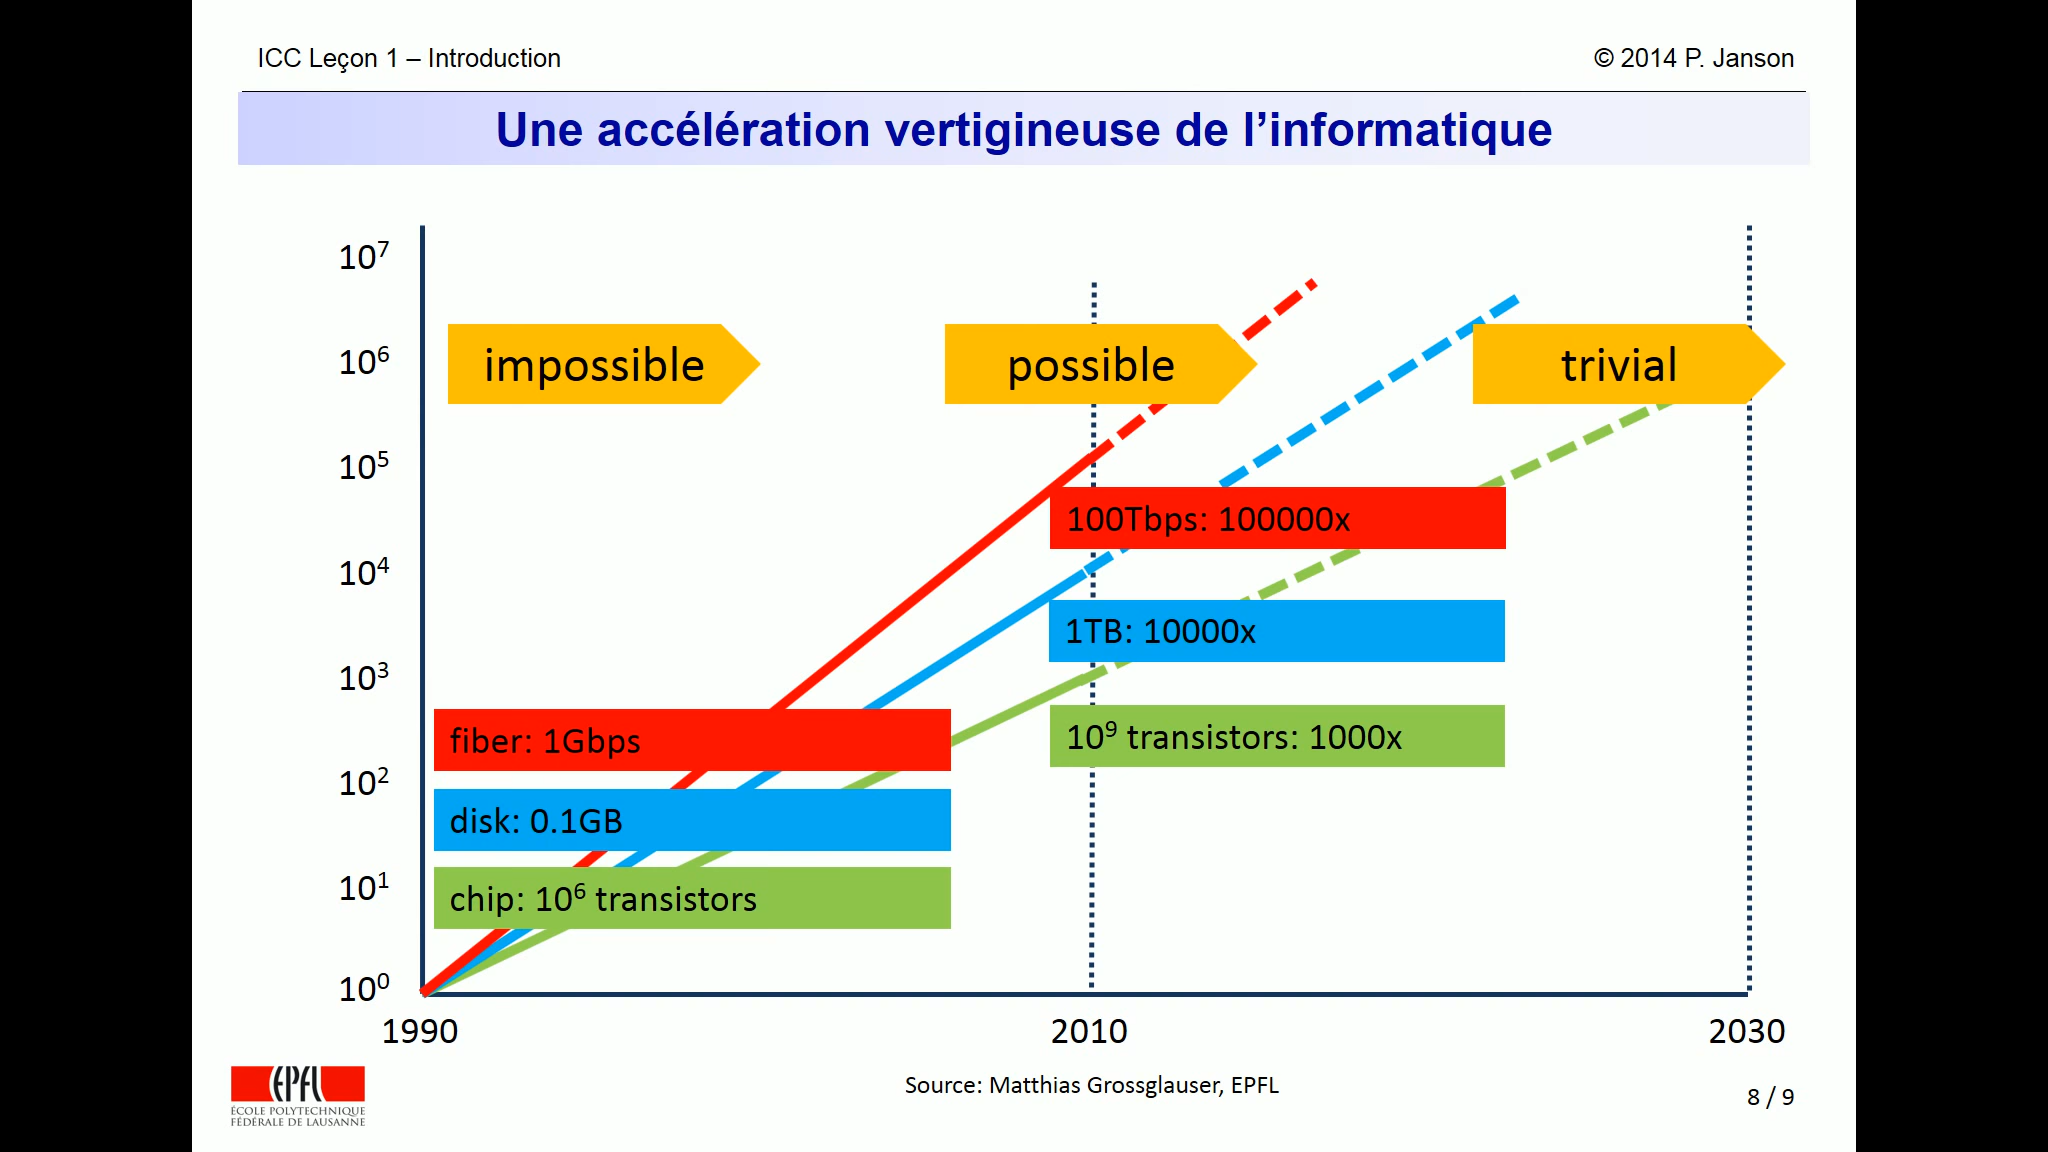 ICC Leçon 1 – Introduction
© 2014 P. Janson
Une accélération vertigineuse de l’informatique
10⁷
10⁶
10⁵
10⁴
10³
10²
10¹
10⁰
impossible
possible
trivial
100Tbps: 100000x
1TB: 10000x
10⁹ transistors: 1000x
fiber: 1Gbps
disk: 0.1GB
chip: 10⁶ transistors
1990
2010
2030
EPFL
ÉCOLE POLYTECHNIQUE
FÉDÉRALE DE LAUSANNE
Source: Matthias Grossglauser, EPFL
8 / 9